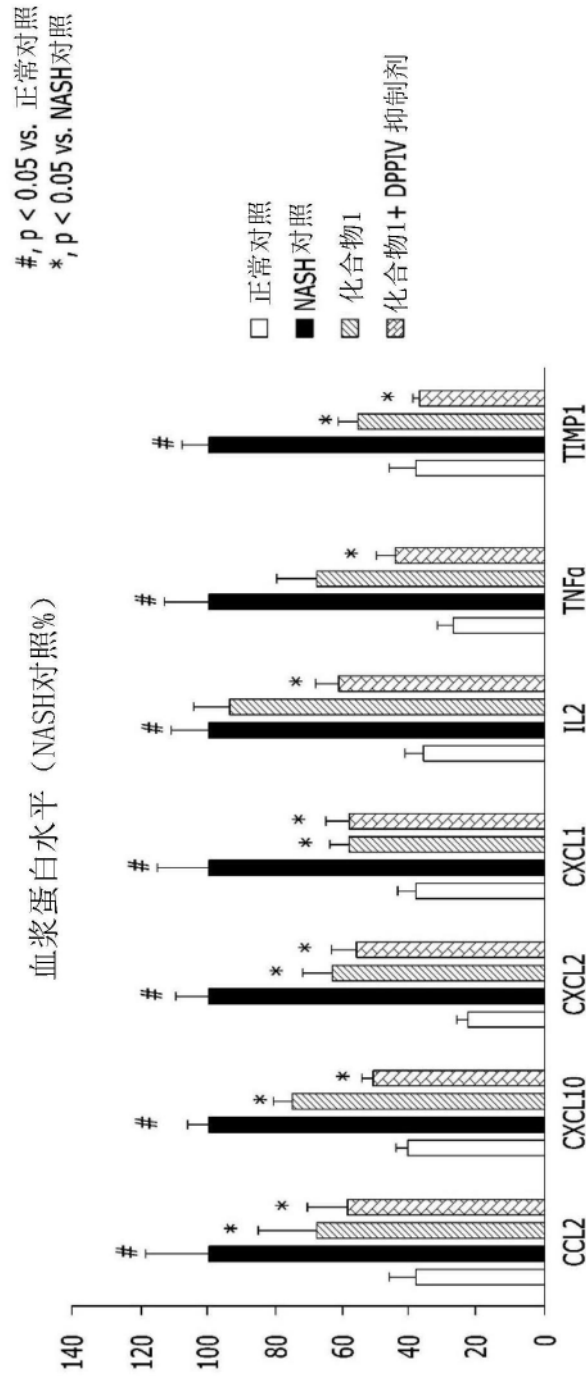 #, p < 0.05 vs. 正常对照
*, p < 0.05 vs. NASH对照
血浆蛋白水平（NASH对照%）
正常对照
NASH对照
化合物1
化合物1+ DPPIV 抑制剂
140
120
100
80
60
40
20
0
# * *
# * *
# * *
# * *
# *
# *
# * *
CCL2 CXCL10 CXCL2 CXCL1 IL2 TNFα TIMP1